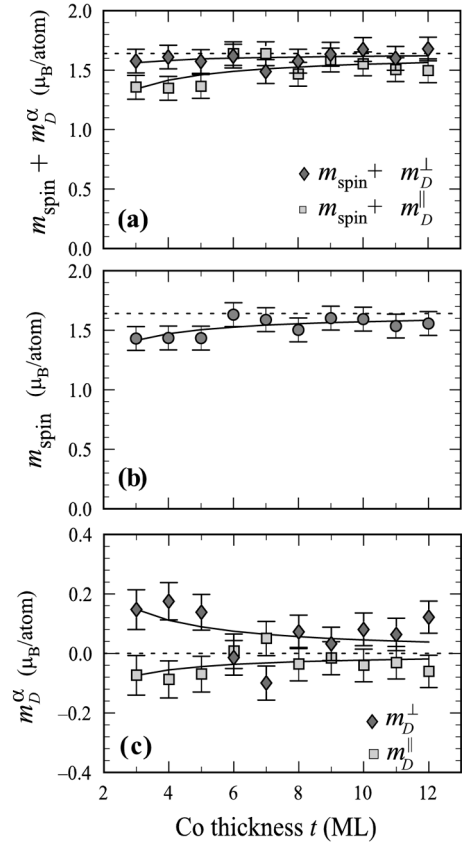 2.0
1.5
1.0
0.5
0.0
m_spin + m_D^α (μ_B/atom)
m_spin + m_D^⊥
m_spin + m_D^∥
(a)
2.0
1.5
1.0
0.5
0.0
m_spin (μ_B/atom)
(b)
0.4
0.2
0.0
−0.2
−0.4
m_D^α (μ_B/atom)
m_D^⊥
m_D^∥
(c)
2 4 6 8 10 12
Co thickness t (ML)